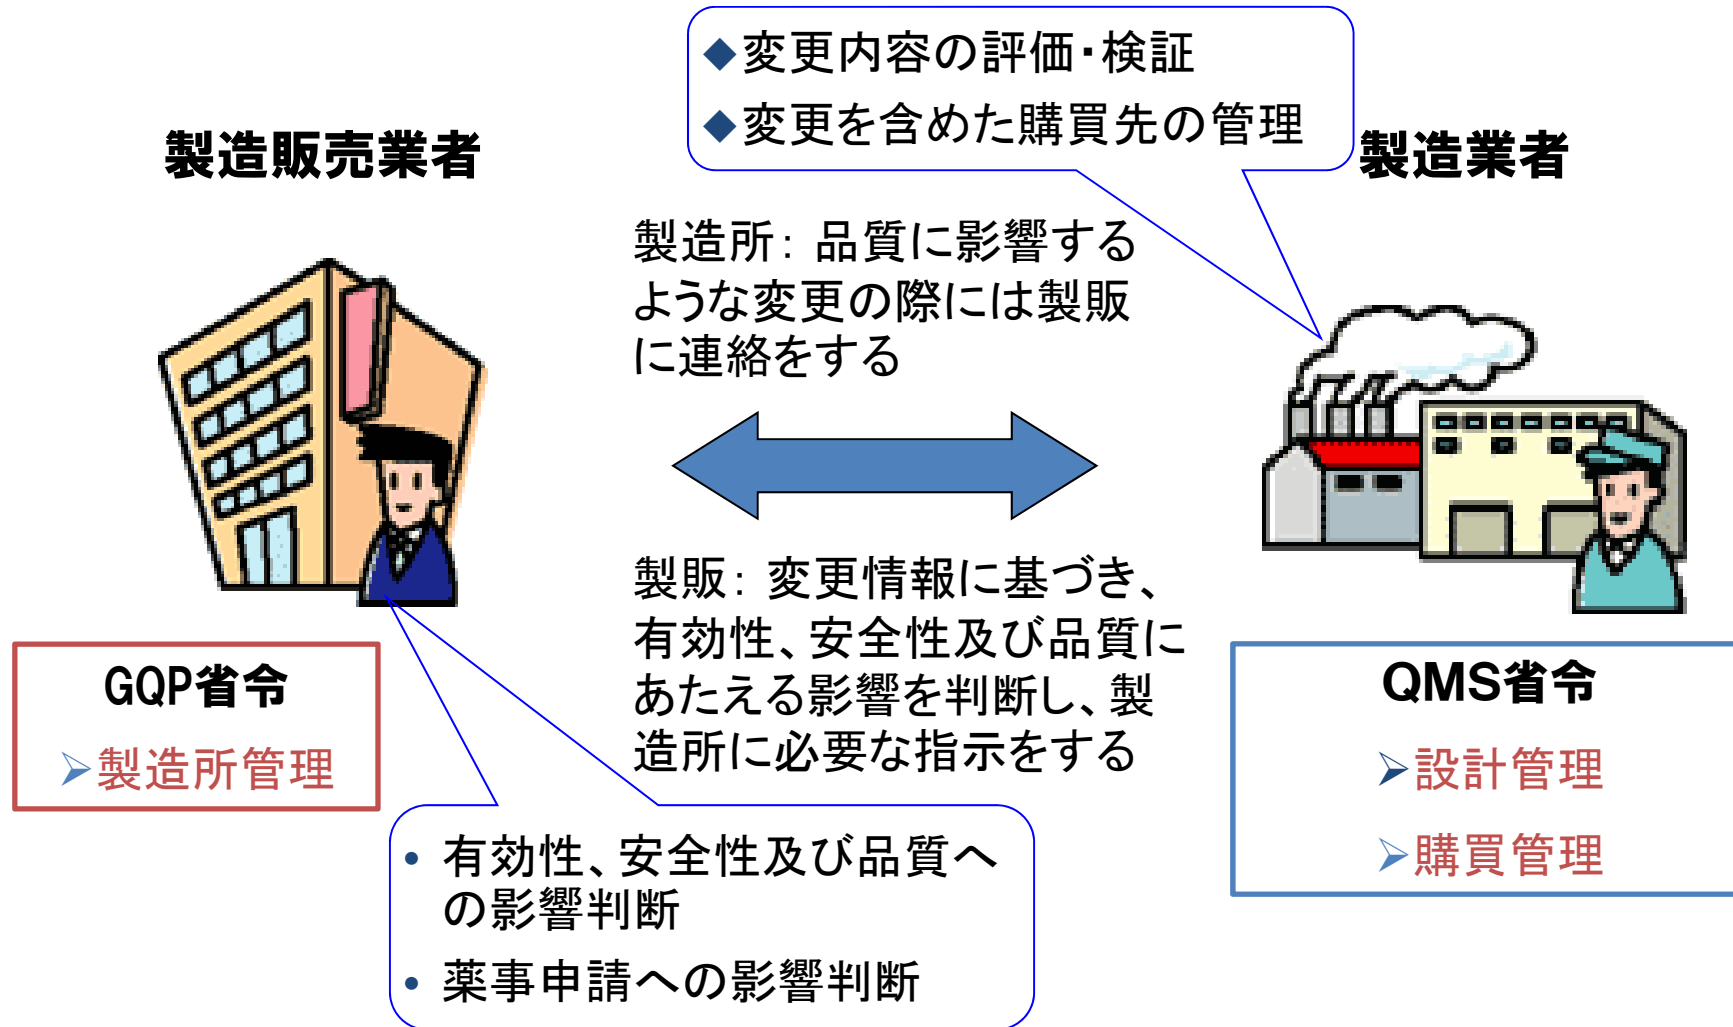 ◆変更内容の評価・検証
◆変更を含めた購買先の管理
製造販売業者
製造業者
製造所： 品質に影響する
ような変更の際には製販
に連絡をする
製販： 変更情報に基づき、
有効性、安全性及び品質に
あたえる影響を判断し、製
造所に必要な指示をする
GQP省令
➢製造所管理
QMS省令
➢設計管理
➢購買管理
• 有効性、安全性及び品質へ
の影響判断
• 薬事申請への影響判断